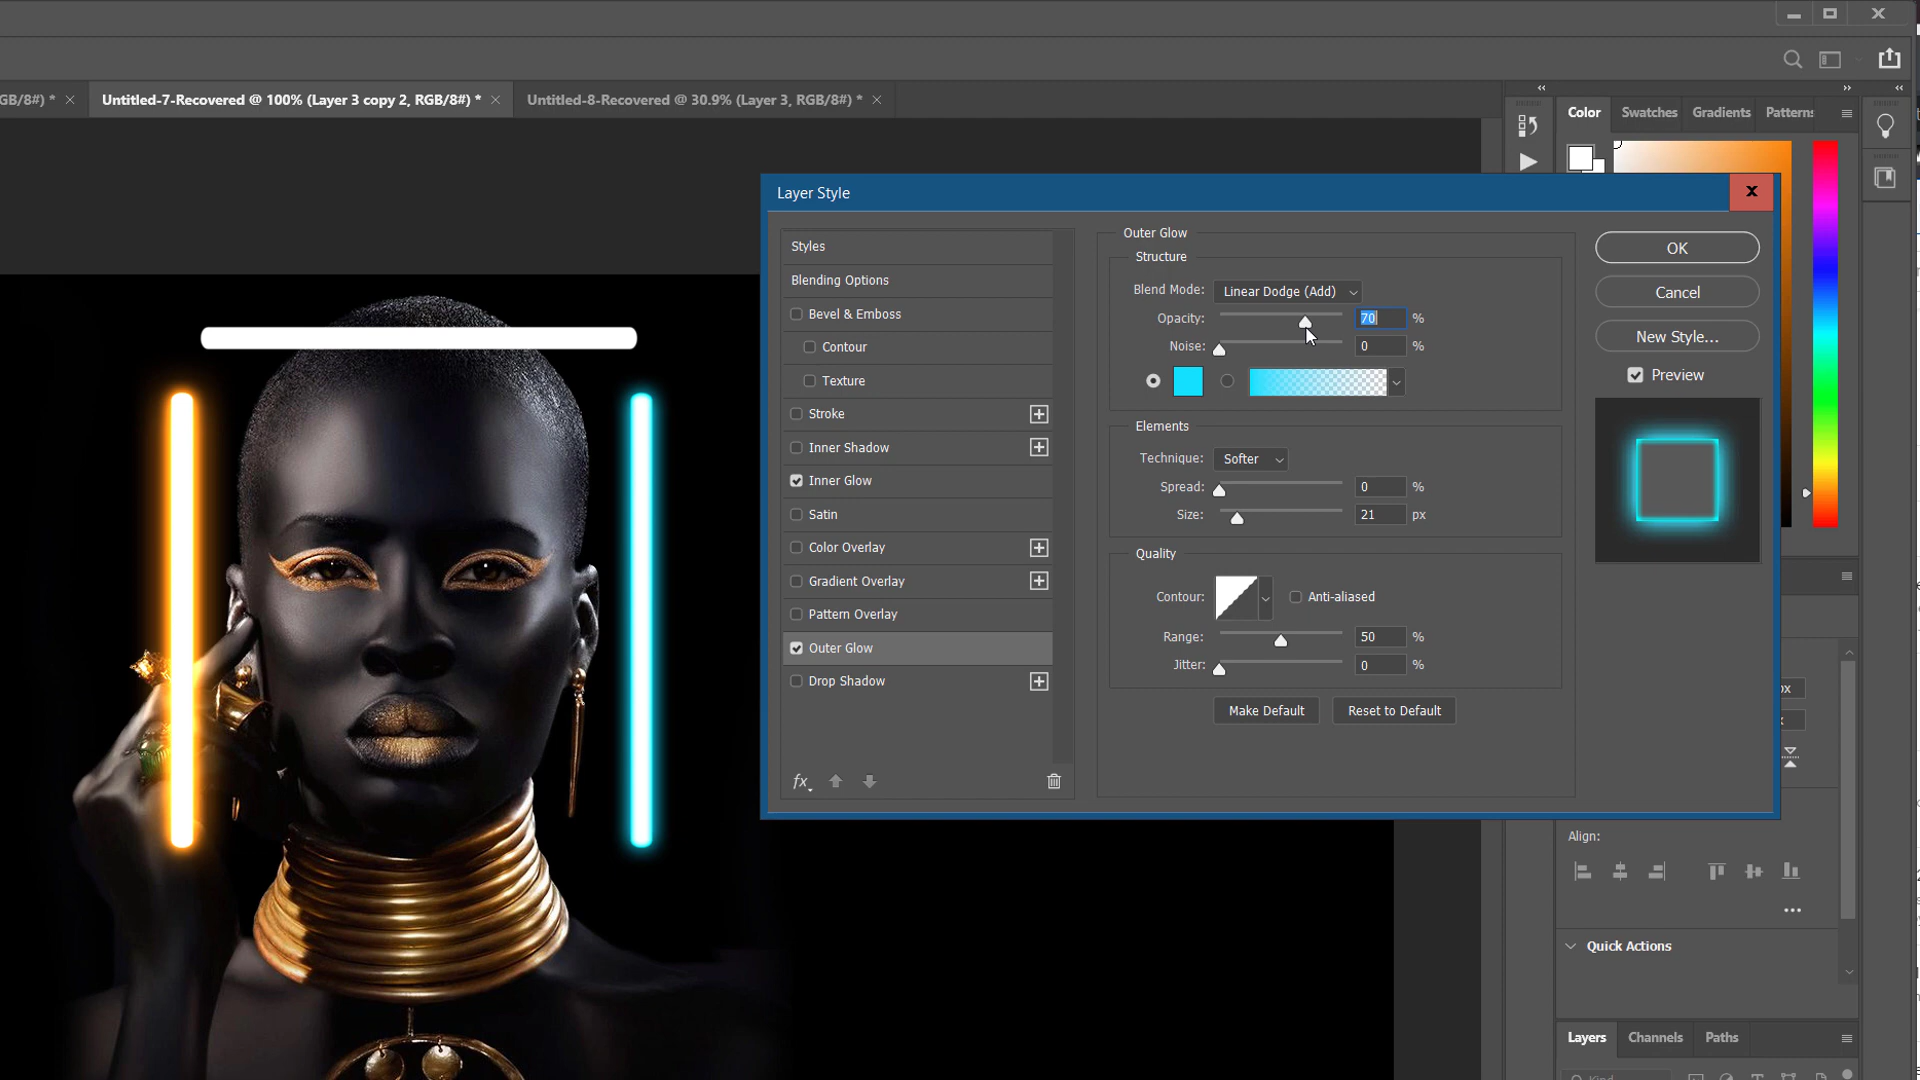 GB/8#) *
Untitled-7-Recovered @ 100% (Layer 3 copy 2, RGB/8#) *
Untitled-8-Recovered @ 30.9% (Layer 3, RGB/8#) *
Color
Swatches
Gradients
Patterns
Layer Style
x
Styles
Blending Options
Bevel & Emboss
Contour
Texture
Stroke
Inner Shadow
Inner Glow
Satin
Color Overlay
Gradient Overlay
Pattern Overlay
Outer Glow
Drop Shadow
fx
Outer Glow
Structure
Blend Mode: Linear Dodge (Add)
Opacity: 70 %
Noise: 0 %
Elements
Technique: Softer
Spread: 0 %
Size: 21 px
Quality
Contour: Anti-aliased
Range: 50 %
Jitter: 0 %
Make Default
Reset to Default
OK
Cancel
New Style...
Preview
px
Align:
Quick Actions
Layers
Channels
Paths